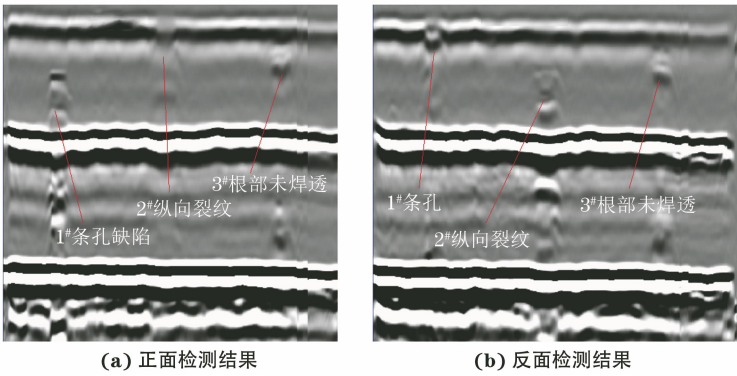 3#根部未焊透
2#纵向裂纹
1#条孔缺陷
1#条孔
3#根部未焊透
2#纵向裂纹
(a) 正面检测结果
(b) 反面检测结果